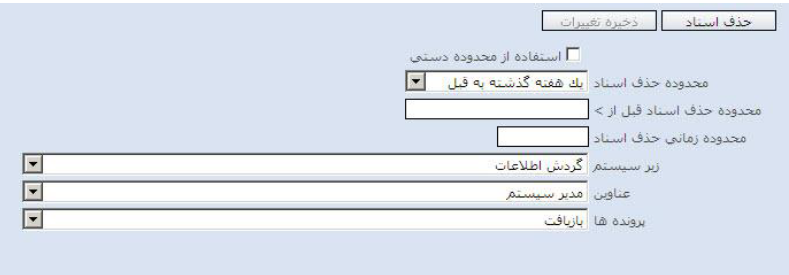 حذف اسناد ذخیره تغییرات
استفاده از محدوده دستی
محدوده حذف اسناد یك هفته گذشته به قبل
محدوده حذف اسناد قبل از >
محدوده زمانی حذف اسناد
زیر سیستم گردش اطلاعات
عناوین مدیر سیستم
پرونده ها بازیافت